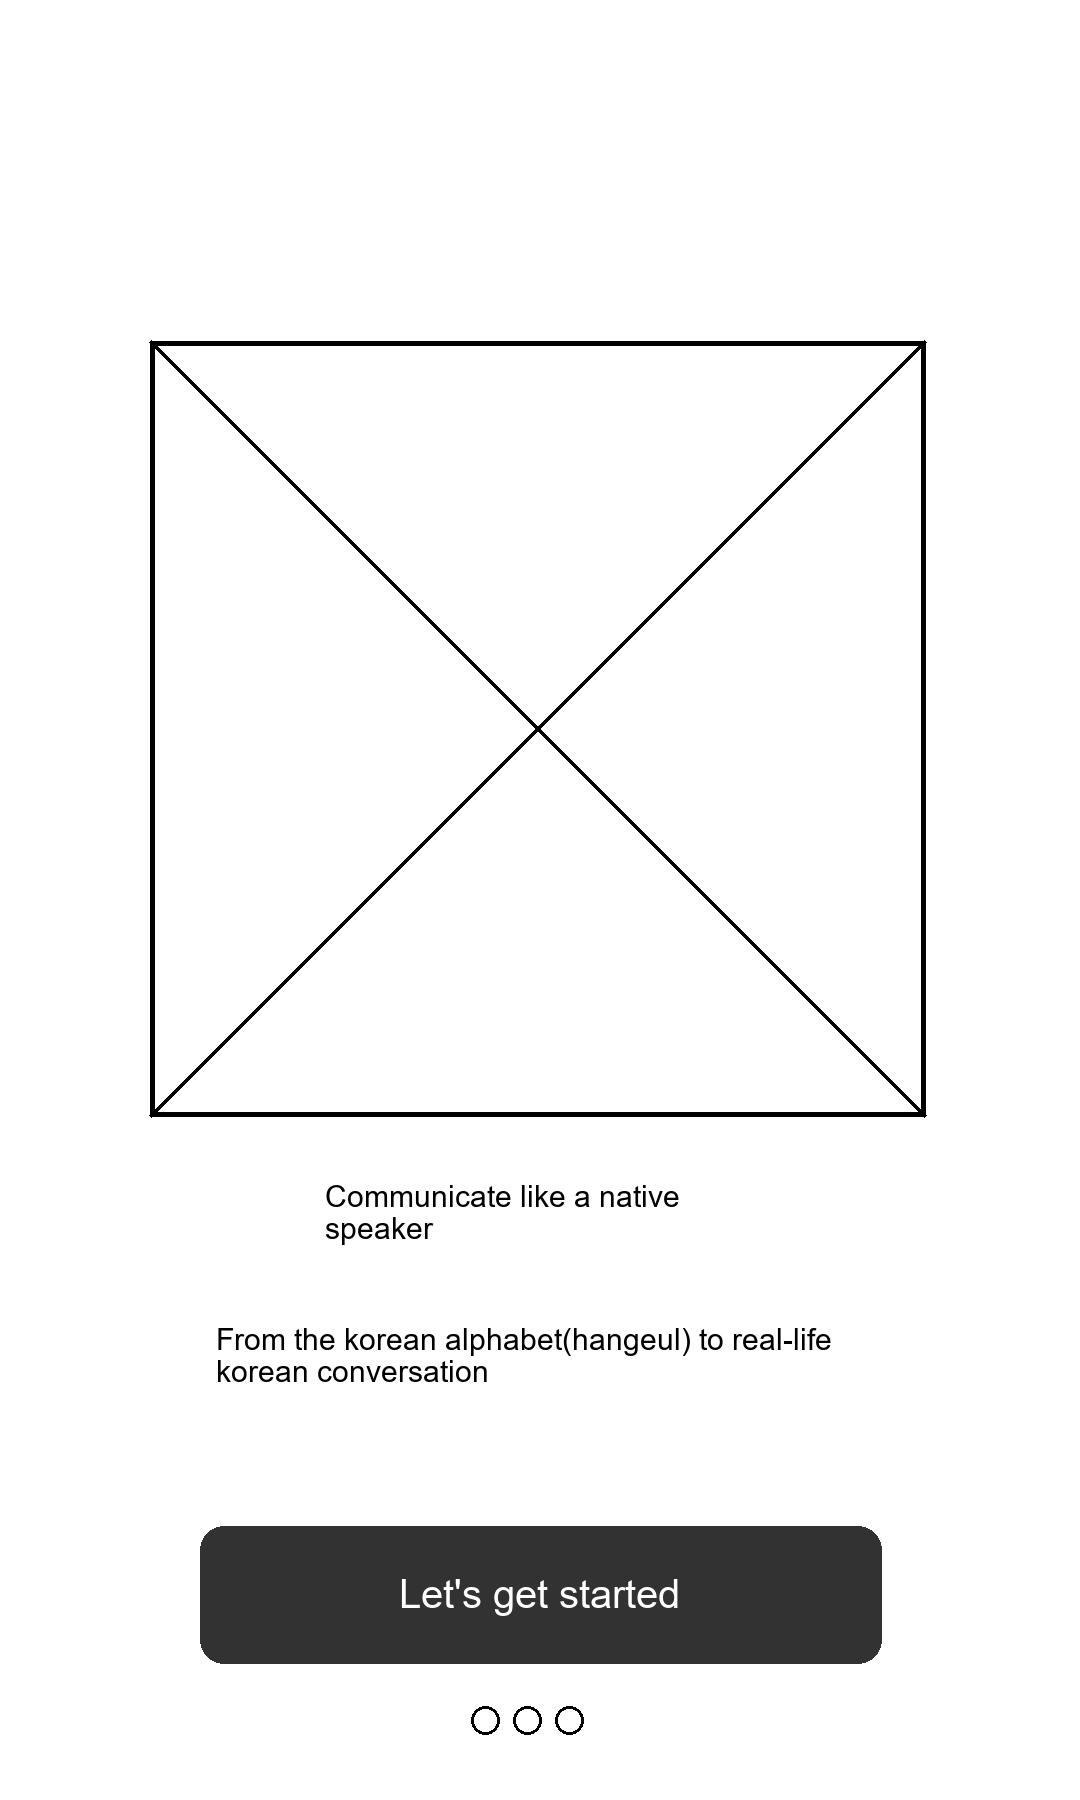 Communicate like a native
speaker
From the korean alphabet(hangeul) to real-life
korean conversation
Let's get started